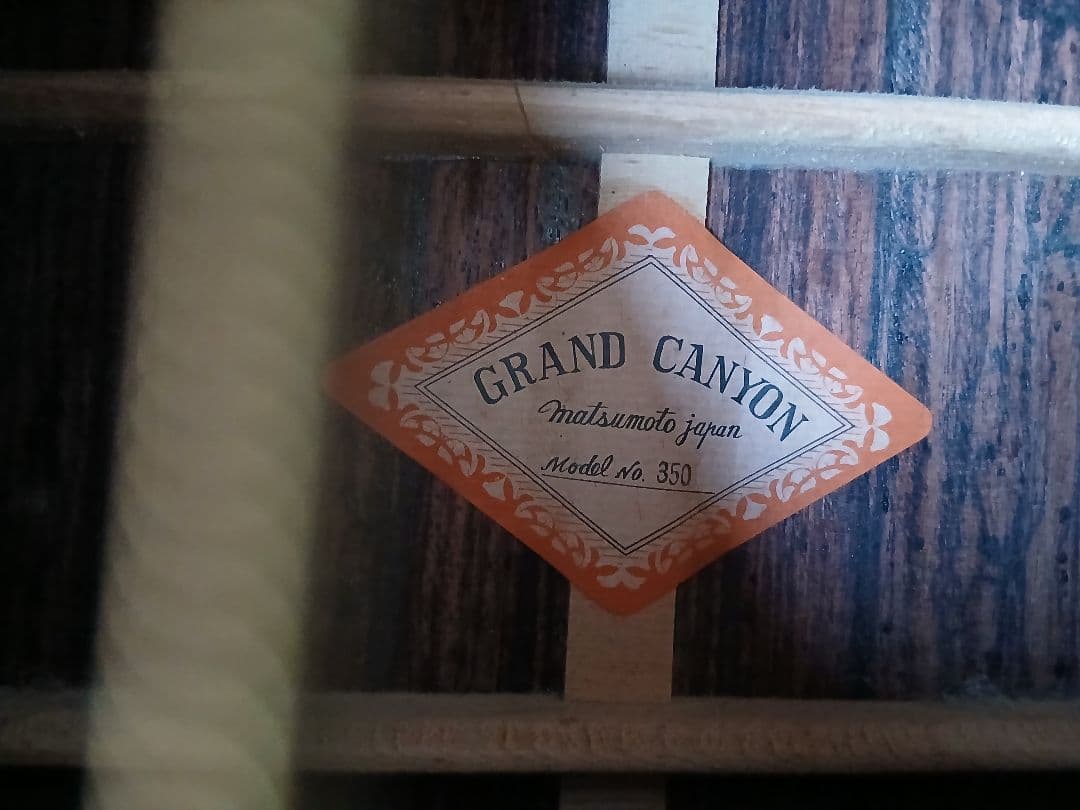 GRAND CANYON
matsumoto japan
Model No. 350